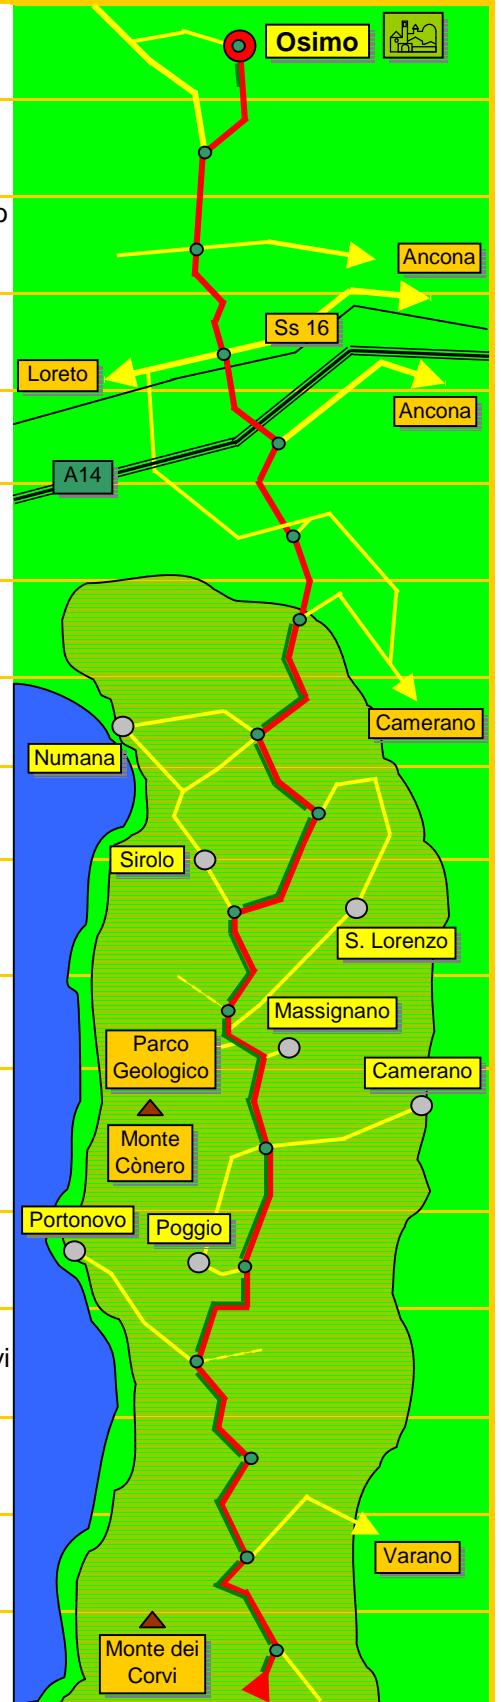 Osimo
o
Ancona
Ss 16
Loreto
Ancona
A14
Camerano
Numana
Sirolo
S. Lorenzo
Massignano
Parco
Geologico
Camerano
Monte
Cònero
Portonovo
Poggio
vi
Varano
Monte dei
Corvi